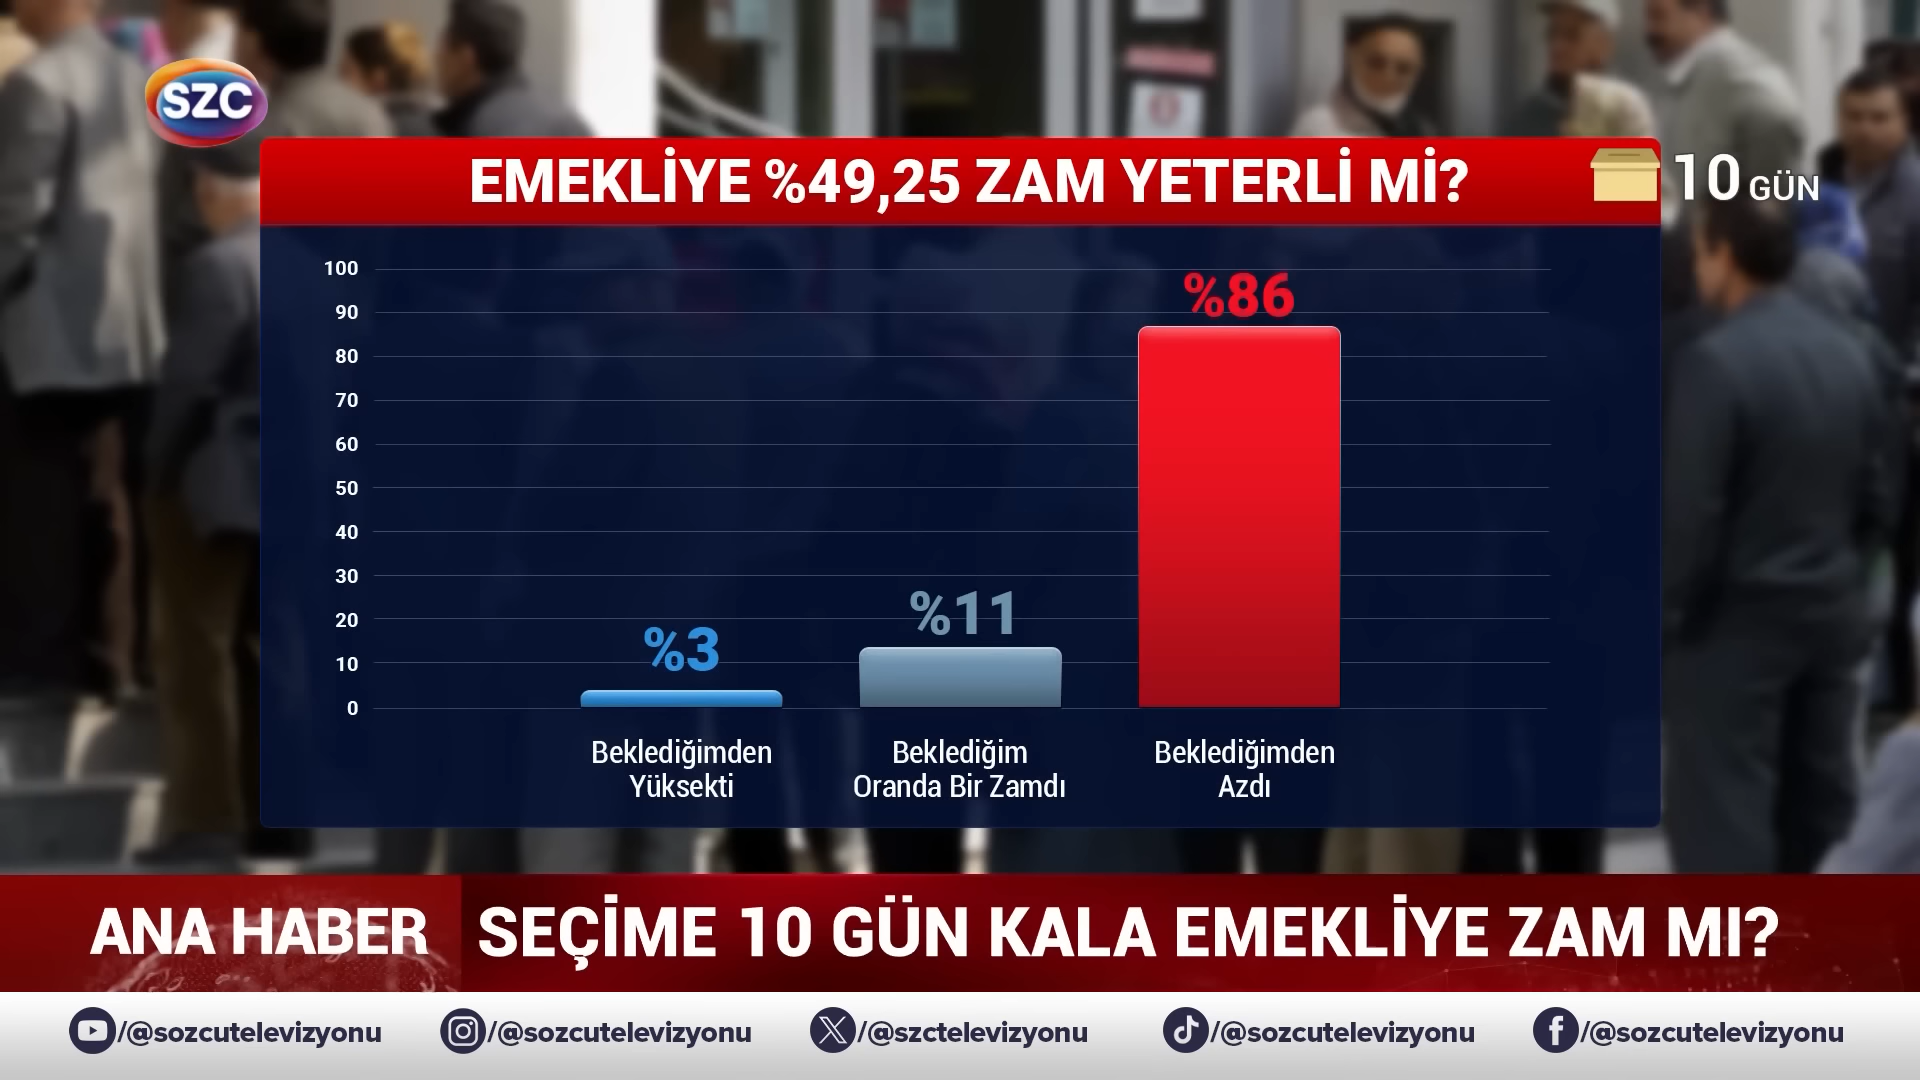 SZC
EMEKLİYE %49,25 ZAM YETERLİ Mİ?
10 GÜN
100
90
80
70
60
50
40
30
20
10
0
%3
%11
%86
Beklediğimden
Yüksekti
Beklediğim
Oranda Bir Zamdı
Beklediğimden
Azdı
ANA HABER
SEÇİME 10 GÜN KALA EMEKLİYE ZAM MI?
/@sozcutelevizyonu
/@sozcutelevizyonu
/@szctelevizyonu
/@sozcutelevizyonu
/@sozcutelevizyonu